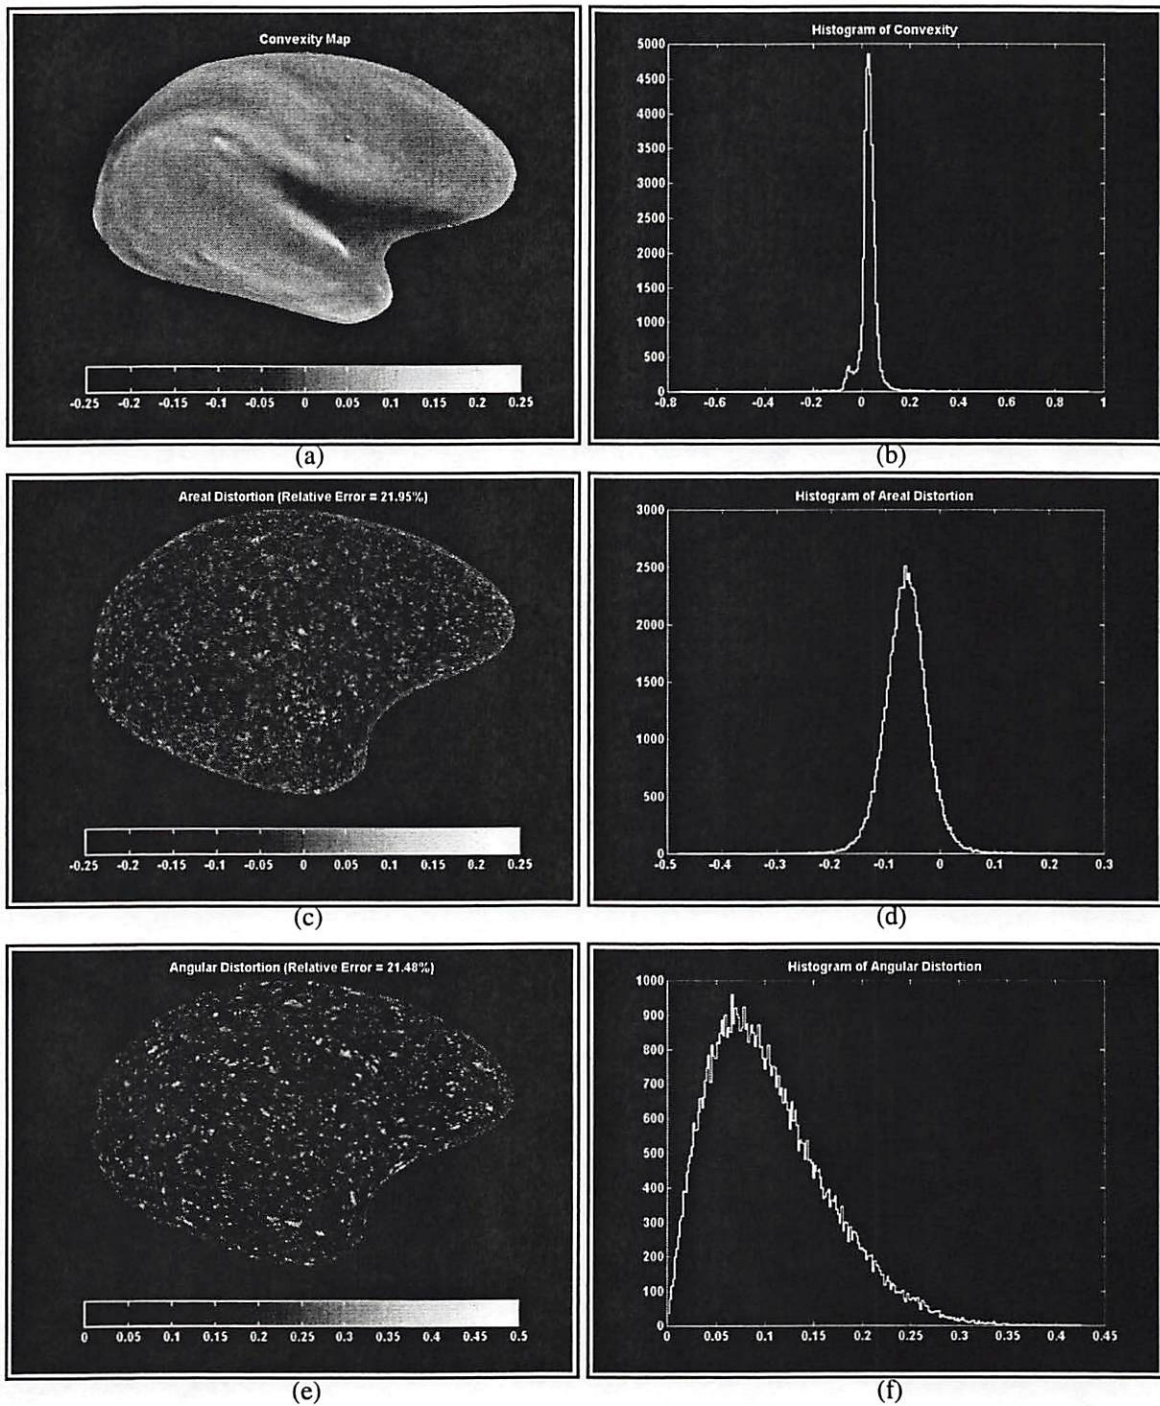 Convexity Map
-0.25 -0.2 -0.15 -0.1 -0.05 0 0.05 0.1 0.15 0.2 0.25
(a)
Histogram of Convexity
5000
4500
4000
3500
3000
2500
2000
1500
1000
500
0
-0.8 -0.6 -0.4 -0.2 0 0.2 0.4 0.6 0.8 1
(b)
Areal Distortion (Relative Error = 21.95%)
-0.25 -0.2 -0.15 -0.1 -0.05 0 0.05 0.1 0.15 0.2 0.25
(c)
Histogram of Areal Distortion
3000
2500
2000
1500
1000
500
0
-0.5 -0.4 -0.3 -0.2 -0.1 0 0.1 0.2 0.3
(d)
Angular Distortion (Relative Error = 21.48%)
0 0.05 0.1 0.15 0.2 0.25 0.3 0.35 0.4 0.45 0.5
(e)
Histogram of Angular Distortion
1000
900
800
700
600
500
400
300
200
100
0
0 0.05 0.1 0.15 0.2 0.25 0.3 0.35 0.4 0.45
(f)